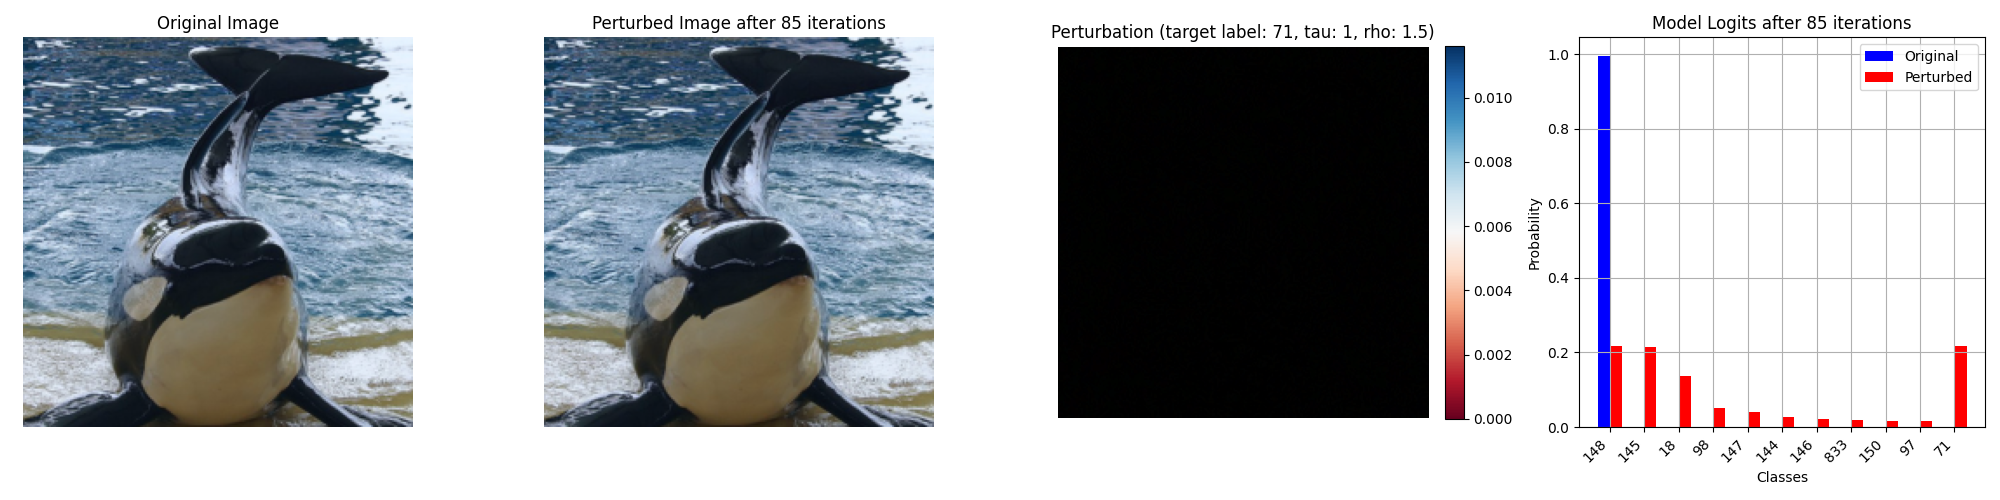 Original Image
Perturbed Image after 85 iterations
Perturbation (target label: 71, tau: 1, rho: 1.5)
0.010
0.008
0.006
0.004
0.002
0.000
Model Logits after 85 iterations
Original
Perturbed
Probability
1.0
0.8
0.6
0.4
0.2
0.0
148 145 18 98 147 144 146 833 150 97 71
Classes